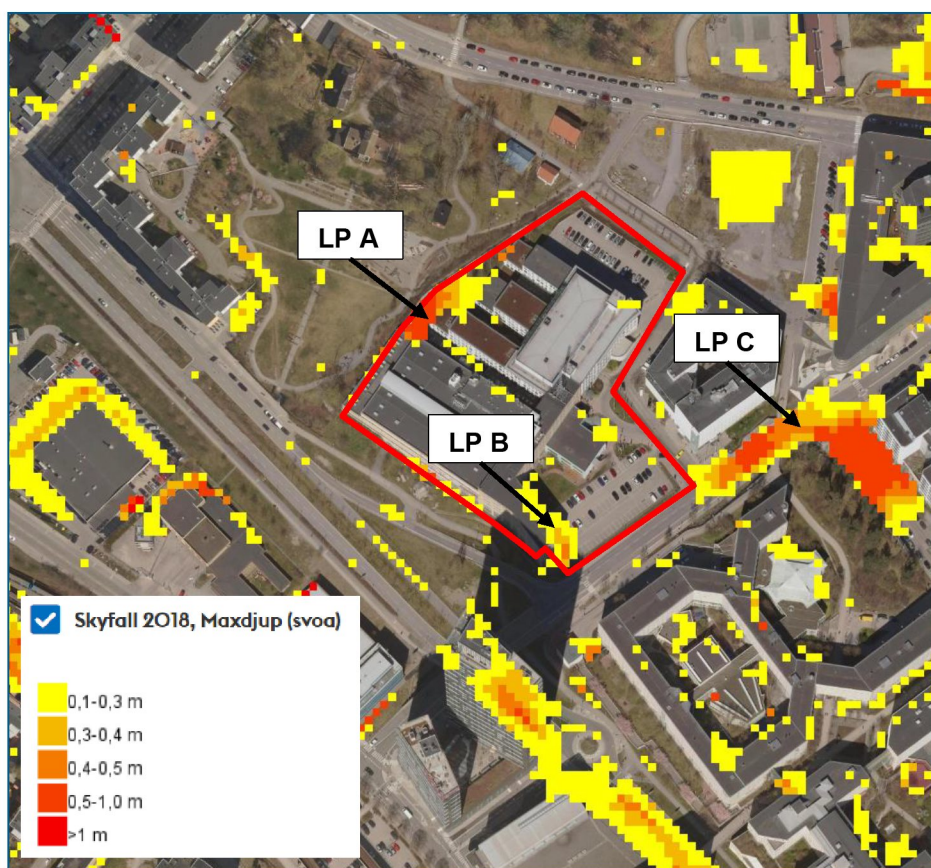 LP A
LP C
LP B
Skyfall 2018, Maxdjup (svoa)
0,1-0,3 m
0,3-0,4 m
0,4-0,5 m
0,5-1,0 m
>1 m